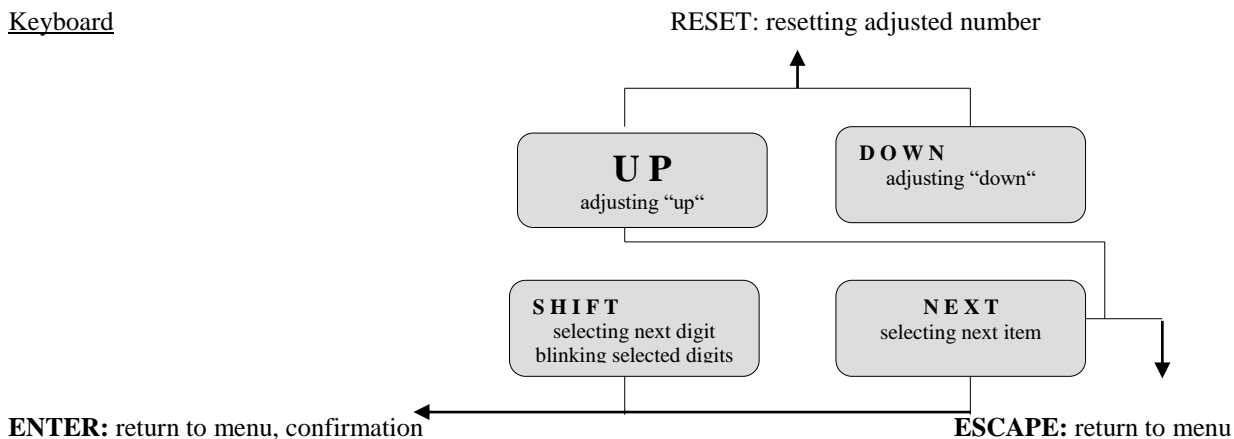 Keyboard
RESET: resetting adjusted number
U P
adjusting “up“
D O W N
adjusting “down“
S H I F T
selecting next digit
blinking selected digits
N E X T
selecting next item
ENTER: return to menu, confirmation
ESCAPE: return to menu